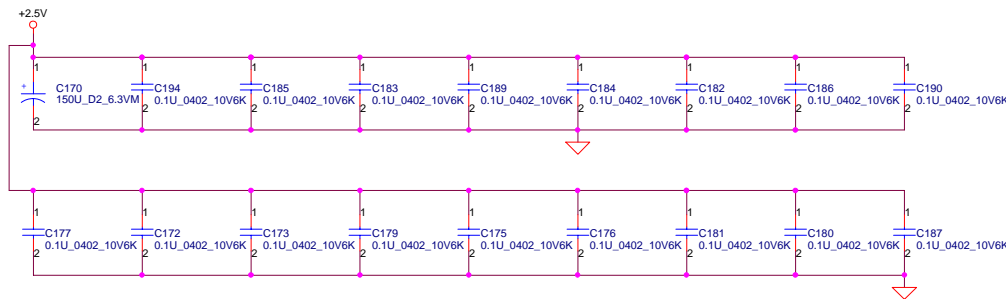 +2.5V
1 1 1 1 1 1 1 1 1
+ C170 C194 C185 C183 C189 C184 C182 C186 C190
150U_D2_6.3VM 0.1U_0402_10V6K 0.1U_0402_10V6K 0.1U_0402_10V6K 0.1U_0402_10V6K 0.1U_0402_10V6K 0.1U_0402_10V6K 0.1U_0402_10V6K 0.1U_0402_10V6K
2 2 2 2 2 2 2 2 2
1 1 1 1 1 1 1 1 1
C177 C172 C173 C179 C175 C176 C181 C180 C187
0.1U_0402_10V6K 0.1U_0402_10V6K 0.1U_0402_10V6K 0.1U_0402_10V6K 0.1U_0402_10V6K 0.1U_0402_10V6K 0.1U_0402_10V6K 0.1U_0402_10V6K 0.1U_0402_10V6K
2 2 2 2 2 2 2 2 2